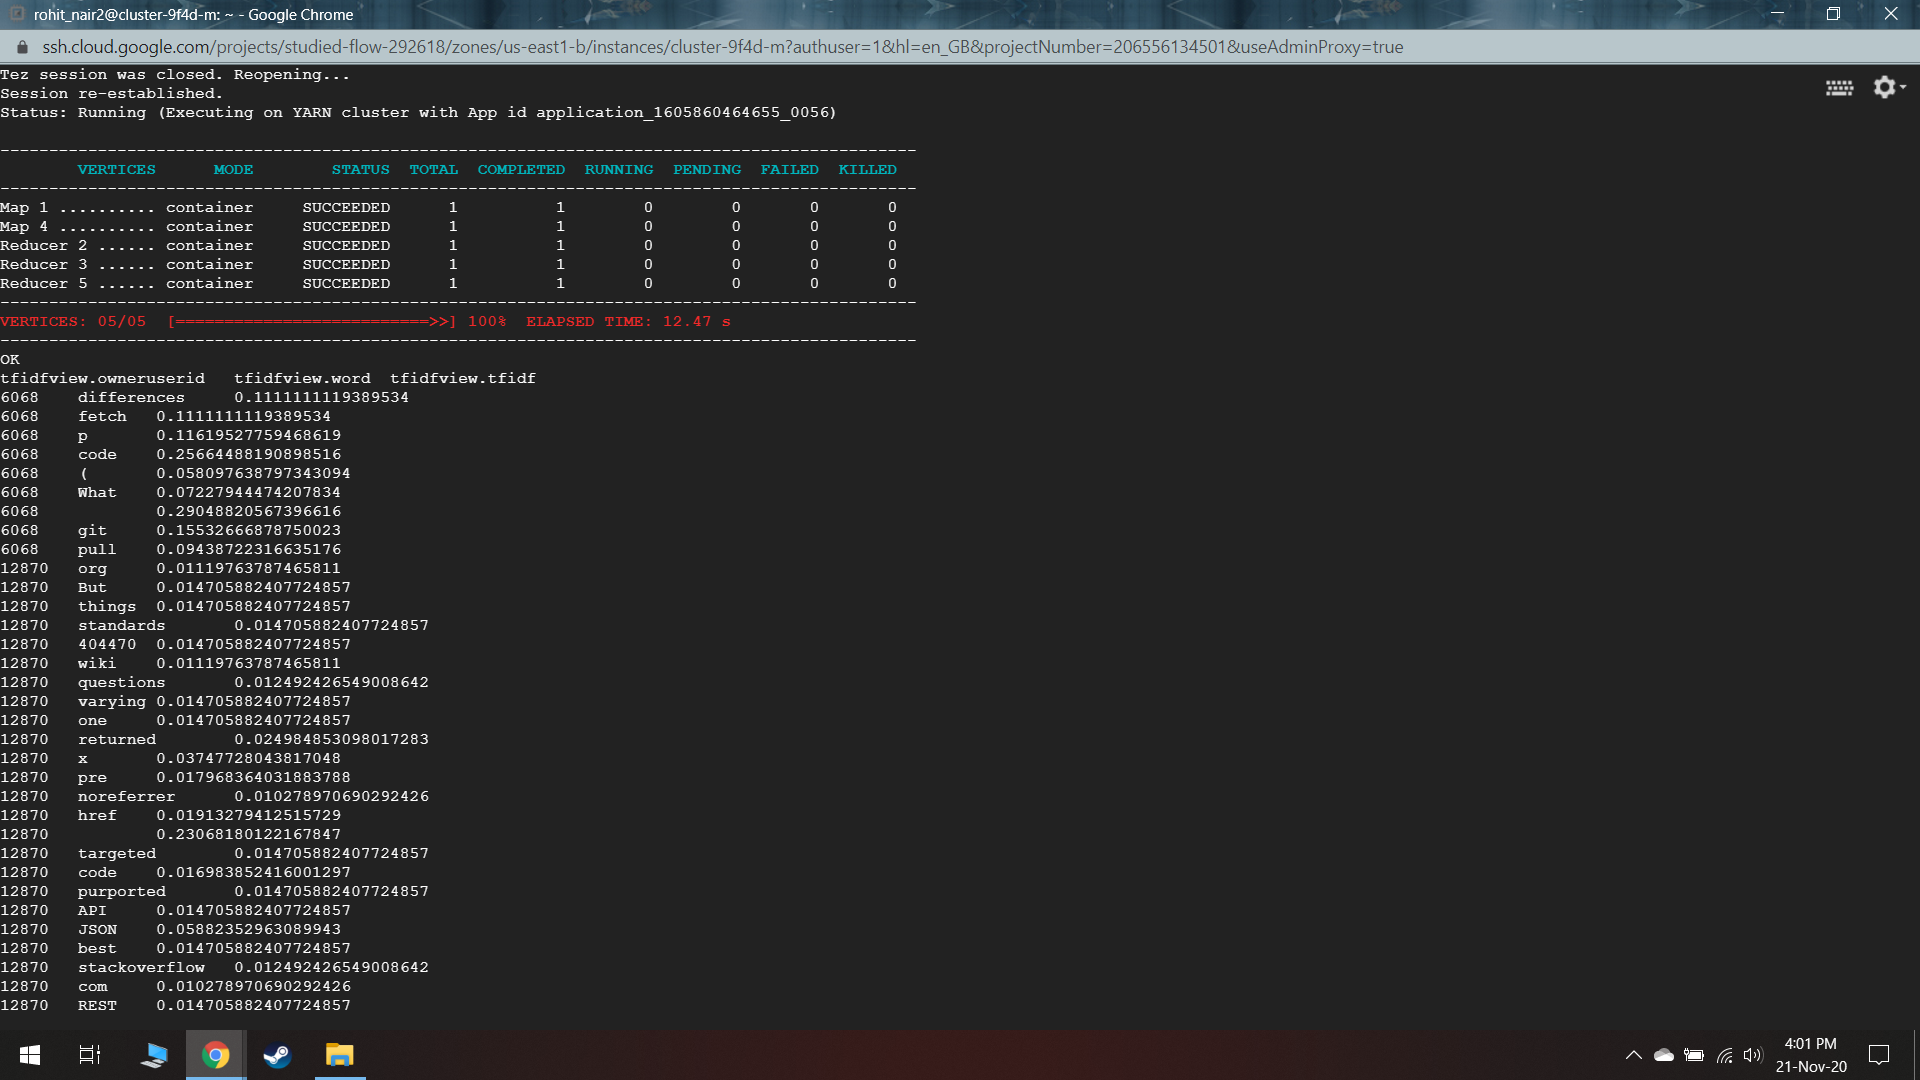 rohit_nair2@cluster-9f4d-m: ~ - Google Chrome
ssh.cloud.google.com/projects/studied-flow-292618/zones/us-east1-b/instances/cluster-9f4d-m?authuser=1&hl=en_GB&projectNumber=206556134501&useAdminProxy=true
Tez session was closed. Reopening...
Session re-established.
Status: Running (Executing on YARN cluster with App id application_1605860464655_0056)
----------------------------------------------------------------------------------------------
VERTICES MODE STATUS TOTAL COMPLETED RUNNING PENDING FAILED KILLED
----------------------------------------------------------------------------------------------
Map 1 .......... container SUCCEEDED 1 1 0 0 0 0
Map 4 .......... container SUCCEEDED 1 1 0 0 0 0
Reducer 2 ...... container SUCCEEDED 1 1 0 0 0 0
Reducer 3 ...... container SUCCEEDED 1 1 0 0 0 0
Reducer 5 ...... container SUCCEEDED 1 1 0 0 0 0
----------------------------------------------------------------------------------------------
VERTICES: 05/05 [==========================>>] 100% ELAPSED TIME: 12.47 s
----------------------------------------------------------------------------------------------
OK
tfidfview.owneruserid tfidfview.word tfidfview.tfidf
6068 differences 0.1111111119389534
6068 fetch 0.1111111119389534
6068 p 0.11619527759468619
6068 code 0.25664488190898516
6068 ( 0.058097638797343094
6068 What 0.07227944474207834
6068 0.29048820567396616
6068 git 0.15532666878750023
6068 pull 0.09438722316635176
12870 org 0.01119763787465811
12870 But 0.014705882407724857
12870 things 0.014705882407724857
12870 standards 0.014705882407724857
12870 404470 0.014705882407724857
12870 wiki 0.01119763787465811
12870 questions 0.012492426549008642
12870 varying 0.014705882407724857
12870 one 0.014705882407724857
12870 returned 0.024984853098017283
12870 x 0.03747728043817048
12870 pre 0.017968364031883788
12870 noreferrer 0.010278970690292426
12870 href 0.01913279412515729
12870 0.23068180122167847
12870 targeted 0.014705882407724857
12870 code 0.016983852416001297
12870 purported 0.014705882407724857
12870 API 0.014705882407724857
12870 JSON 0.05882352963089943
12870 best 0.014705882407724857
12870 stackoverflow 0.012492426549008642
12870 com 0.010278970690292426
12870 REST 0.014705882407724857
4:01 PM
21-Nov-20